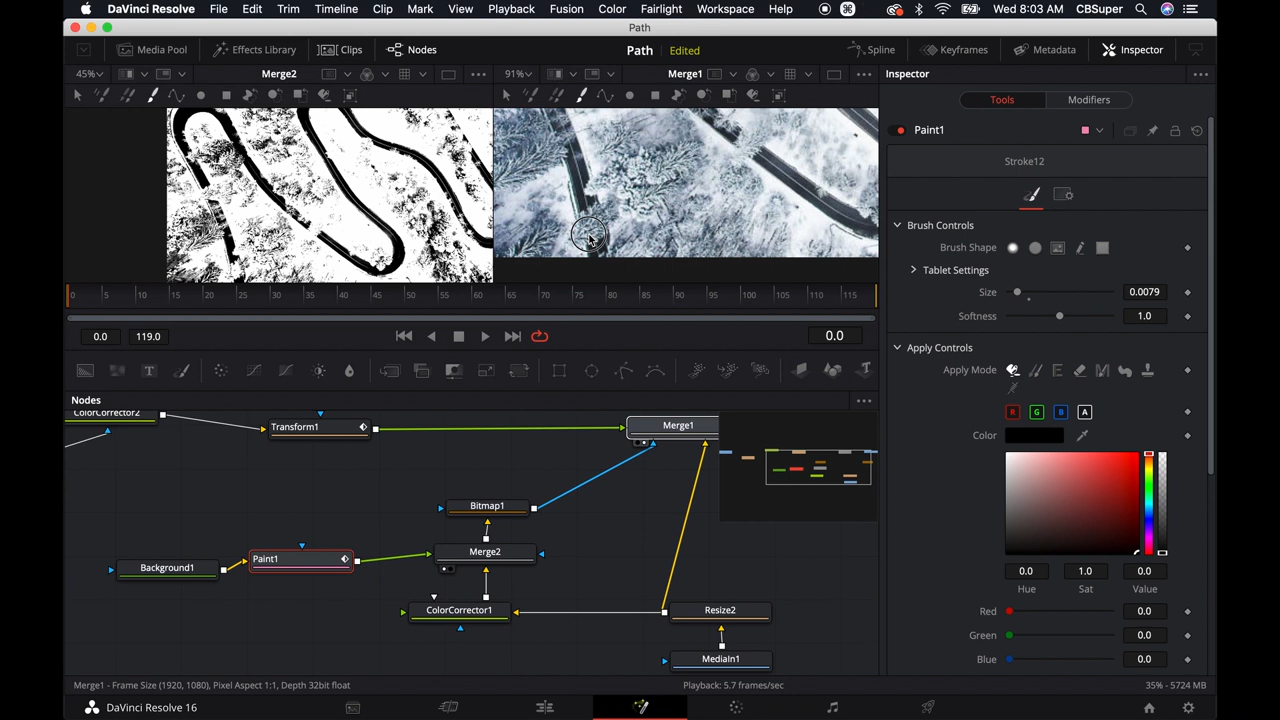 DaVinci Resolve File Edit Trim Timeline Clip Mark View Playback Fusion Color Fairlight Workspace Help Wed 8:03 AM CBSuper
Path
Media Pool Effects Library Clips Nodes Path Edited Spline Keyframes Metadata Inspector
45% Merge2 91% Merge1 Inspector
Tools Modifiers
Paint1
Stroke12
Brush Controls
Brush Shape
Tablet Settings
Size 0.0079
Softness 1.0
0 5 10 15 20 25 30 35 40 45 50 55 60 65 70 75 80 85 90 95 100 105 110 115
0.0 119.0 0.0
Apply Controls
Apply Mode
R G B A
Color
Nodes
ColorCorrector2
Transform1
Merge1
Bitmap1
Merge2
Paint1
Background1
ColorCorrector1
Resize2
MediaIn1
0.0 1.0 0.0
Hue Sat Value
Red 0.0
Green 0.0
Blue 0.0
Merge1 - Frame Size (1920, 1080), Pixel Aspect 1:1, Depth 32bit float Playback: 5.7 frames/sec 35% - 5724 MB
DaVinci Resolve 16